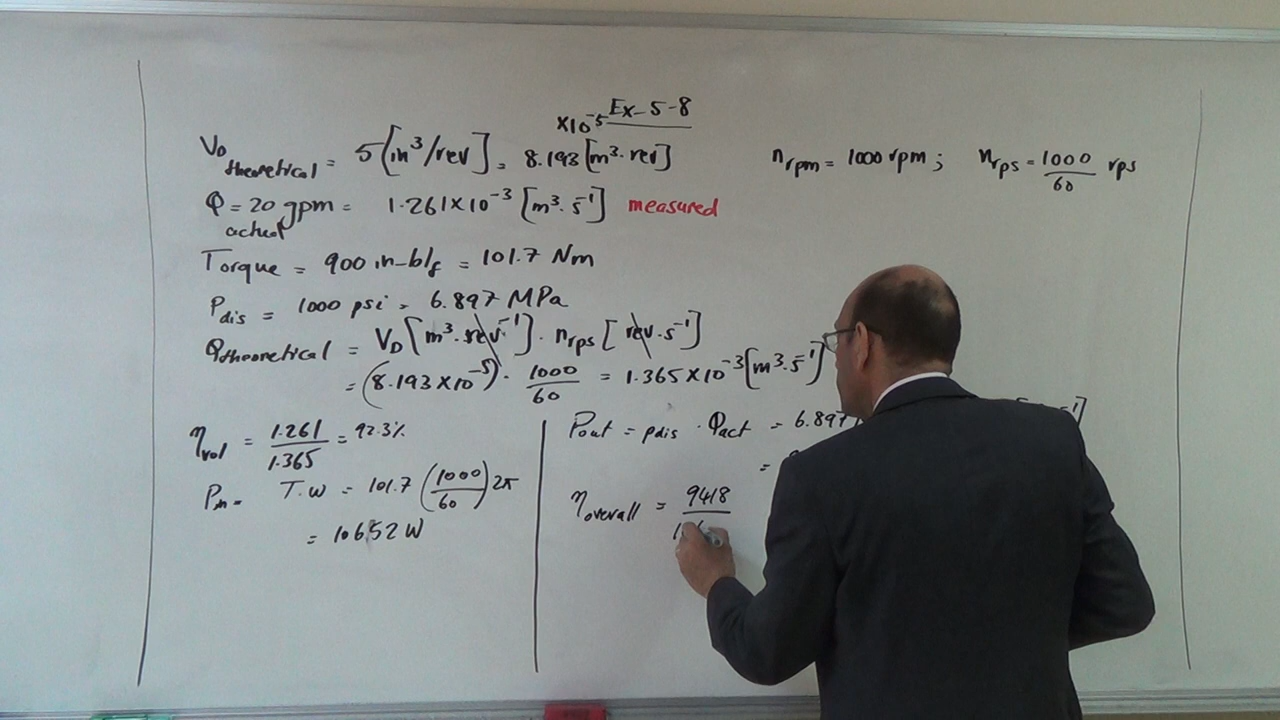 Ex-5-8
V_D theoretical = 5 [in³/rev] = 8.193 ×10⁻⁵ [m³.rev]
n_rpm = 1000 rpm ; n_rps = 1000/60 rps
Q actual = 20 gpm = 1.261×10⁻³ [m³.s⁻¹] measured
Torque = 900 in-b/f = 101.7 Nm
P_dis = 1000 psi = 6.897 MPa
Q_theoretical = V_D [m³.rev⁻¹] . n_rps [rev.s⁻¹]
= (8.193×10⁻⁵) . 1000/60 = 1.365×10⁻³ [m³.s⁻¹]
η_vol = 1.261/1.365 = 92.3%
P_in = T.w = 101.7 (1000/60) 2π
= 10652 W
Pout = p_dis . Q_act = 6.897
=
η_overall = 9418